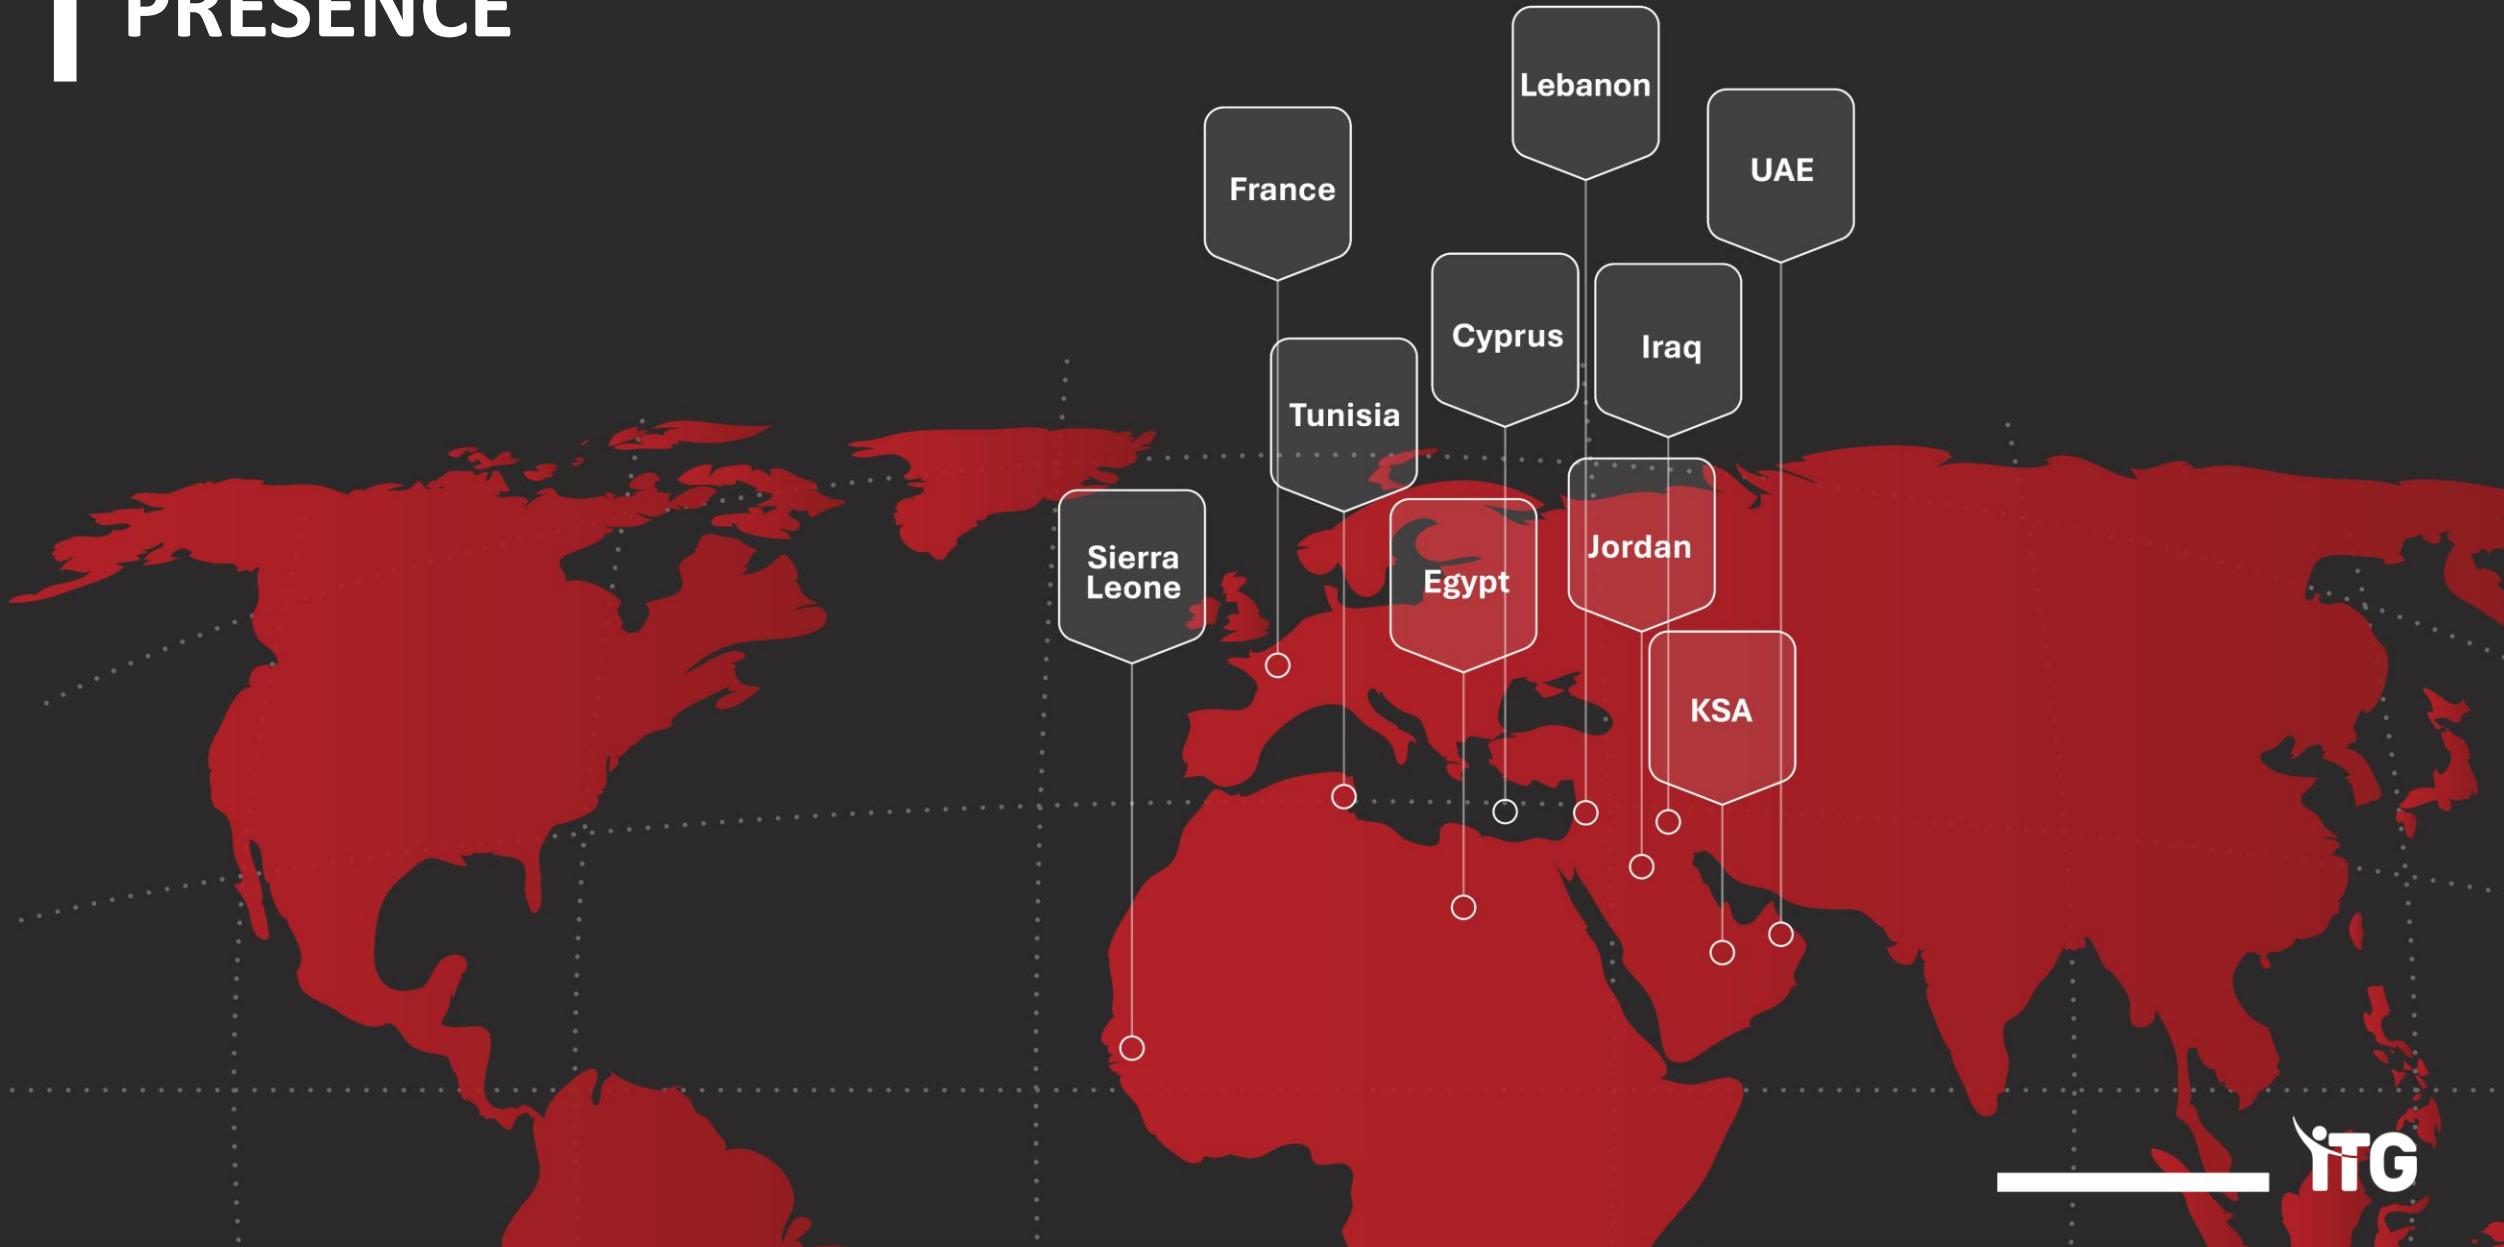 PRESENCE
Lebanon
UAE
France
Cyprus
Iraq
Tunisia
Jordan
Sierra
Leone
Egypt
KSA
iTG